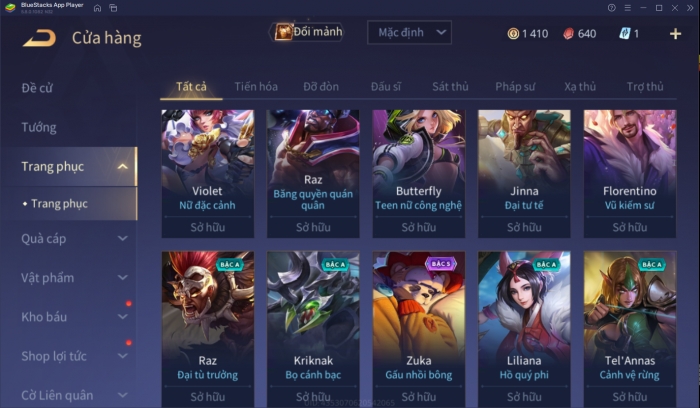 BlueStacks App Player
Cửa hàng
Đổi mảnh
Mặc định
1 410
640
1
Đề cử
Tướng
Trang phục
• Trang phục
Quà cáp
Vật phẩm
Kho báu
Shop lợi tức
Cờ Liên quân
Tất cả
Tiến hóa
Đỡ đòn
Đấu sĩ
Sát thủ
Pháp sư
Xạ thủ
Trợ thủ
Violet
Nữ đặc cảnh
Sở hữu
Raz
Băng quyền quán
quân
Sở hữu
Butterfly
Teen nữ công nghệ
Sở hữu
Jinna
Đại tư tế
Sở hữu
Florentino
Vũ kiếm sư
Sở hữu
BẬC A
Raz
Đại tù trưởng
Sở hữu
BẬC A
Kriknak
Bọ cánh bạc
Sở hữu
BẬC S
Zuka
Gấu nhồi bông
Sở hữu
BẬC A
Liliana
Hồ quý phi
Sở hữu
BẬC A
Tel'Annas
Cảnh vệ rừng
Sở hữu